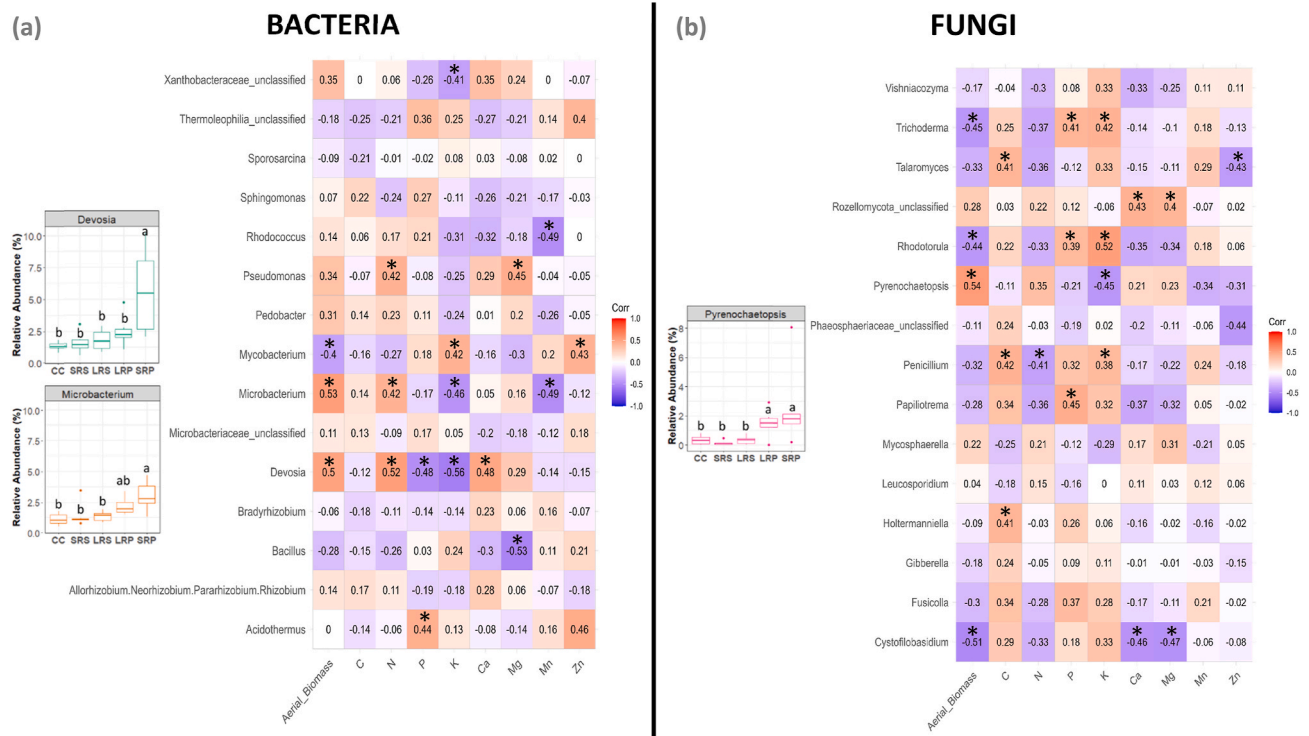 (a)
BACTERIA
Xanthobacteraceae_unclassified 0.35 0 0.06 -0.26 * -0.41 0.35 0.24 0 -0.07
Thermoleophilia_unclassified -0.18 -0.25 -0.21 0.36 0.25 -0.27 -0.21 0.14 0.4
Sporosarcina -0.09 -0.21 -0.01 -0.02 0.08 0.03 -0.08 0.02 0
Sphingomonas 0.07 0.22 -0.24 0.27 -0.11 -0.26 -0.21 -0.17 -0.03
Rhodococcus 0.14 0.06 0.17 0.21 -0.31 -0.32 -0.18 * -0.49 0
Pseudomonas 0.34 -0.07 * 0.42 -0.08 -0.25 0.29 * 0.45 -0.04 -0.05
Pedobacter 0.31 0.14 0.23 0.11 -0.24 0.01 0.2 -0.26 -0.05
Mycobacterium * -0.4 -0.16 -0.27 0.18 * 0.42 -0.16 -0.3 0.2 * 0.43
Microbacterium * 0.53 0.14 * 0.42 -0.17 * -0.46 0.05 0.16 * -0.49 -0.12
Microbacteriaceae_unclassified 0.11 0.13 -0.09 0.17 0.05 -0.2 -0.18 -0.12 0.18
Devosia * 0.5 -0.12 * 0.52 * -0.48 * -0.56 * 0.48 0.29 -0.14 -0.15
Bradyrhizobium -0.06 -0.18 -0.11 -0.14 -0.14 0.23 0.06 0.16 -0.07
Bacillus -0.28 -0.15 -0.26 0.03 0.24 -0.3 * -0.53 0.11 0.21
Allorhizobium.Neorhizobium.Pararhizobium.Rhizobium 0.14 0.17 0.11 -0.19 -0.18 0.28 0.06 -0.07 -0.18
Acidothermus 0 -0.14 -0.06 * 0.44 0.13 -0.08 -0.14 0.16 0.46
Aerial_Biomass C N P K Ca Mg Mn Zn
Corr
1.0
0.5
0.0
-0.5
-1.0
Devosia
Relative Abundance (%)
10.0
7.5
5.0
2.5
0.0
b b b b a
CC SRS LRS LRP SRP
Microbacterium
Relative Abundance (%)
10.0
7.5
5.0
2.5
0.0
b b b ab a
CC SRS LRS LRP SRP
(b)
FUNGI
Vishniacozyma -0.17 -0.04 -0.3 0.08 0.33 -0.33 -0.25 0.11 0.11
Trichoderma * -0.45 0.25 -0.37 * 0.41 * 0.42 -0.14 -0.1 0.18 -0.13
Talaromyces -0.33 * 0.41 -0.36 -0.12 0.33 -0.15 -0.11 0.29 * -0.43
Rozellomycota_unclassified 0.28 0.03 0.22 0.12 -0.06 * 0.43 * 0.4 -0.07 0.02
Rhodotorula * -0.44 0.22 -0.33 * 0.39 * 0.52 -0.35 -0.34 0.18 0.06
Pyrenochaetopsis * 0.54 -0.11 0.35 -0.21 * -0.45 0.21 0.23 -0.34 -0.31
Phaeosphaeriaceae_unclassified -0.11 0.24 -0.03 -0.19 0.02 -0.2 -0.11 -0.06 -0.44
Penicillium -0.32 * 0.42 * -0.41 0.32 * 0.38 -0.17 -0.22 0.24 -0.18
Papiliotrema -0.28 0.34 -0.36 * 0.45 0.32 -0.37 -0.32 0.05 -0.02
Mycosphaerella 0.22 -0.25 0.21 -0.12 -0.29 0.17 0.31 -0.21 0.05
Leucosporidium 0.04 -0.18 0.15 -0.16 0 0.11 0.03 0.12 0.06
Holtermanniella -0.09 * 0.41 -0.03 0.26 0.06 -0.16 -0.02 -0.16 -0.02
Gibberella -0.18 0.24 -0.05 0.09 0.11 -0.01 -0.01 -0.03 -0.15
Fusicolla -0.3 0.34 -0.28 0.37 0.28 -0.17 -0.11 0.21 -0.02
Cystofilobasidium * -0.51 0.29 -0.33 0.18 0.33 * -0.46 * -0.47 -0.06 -0.08
Aerial_Biomass C N P K Ca Mg Mn Zn
Corr
1.0
0.5
0.0
-0.5
-1.0
Pyrenochaetopsis
Relative Abundance (%)
8
6
4
2
0
b b b a a
CC SRS LRS LRP SRP